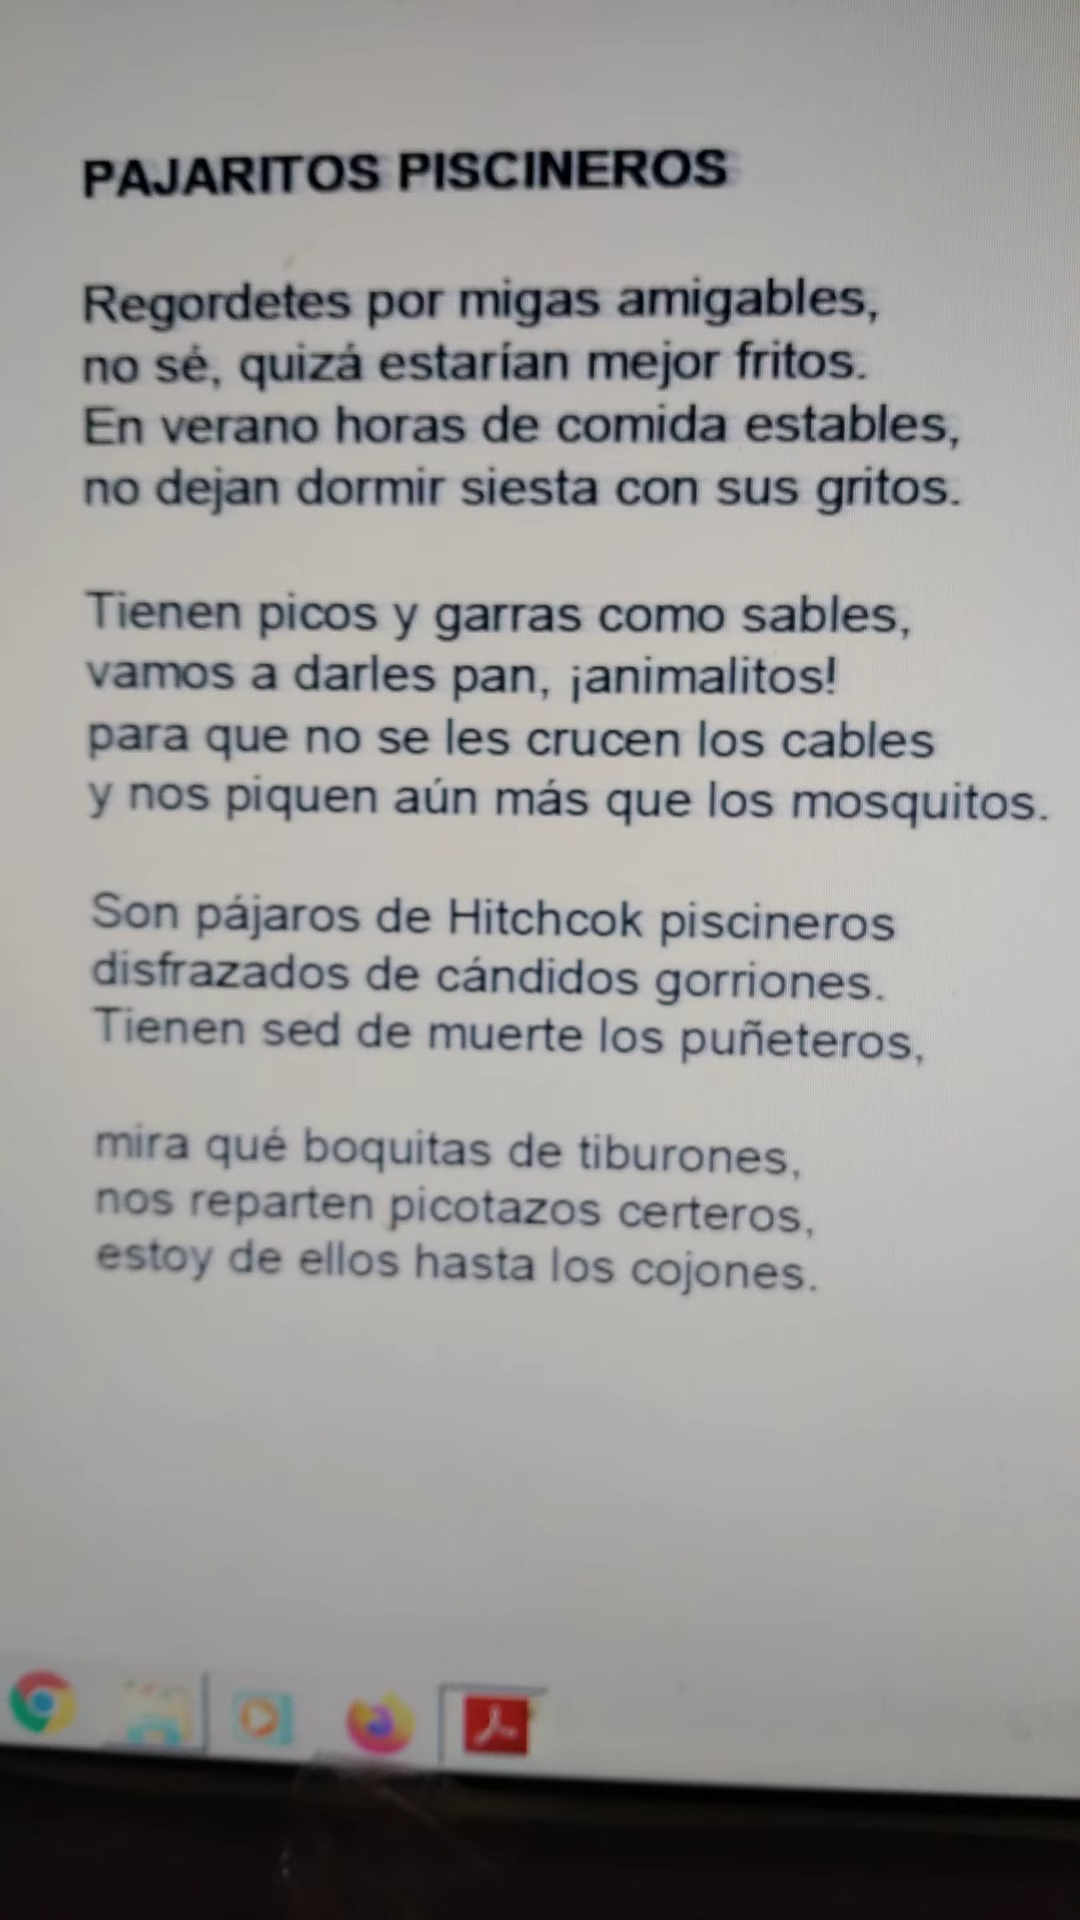 PAJARITOS PISCINEROS
Regordetes por migas amigables,
no sé, quizá estarían mejor fritos.
En verano horas de comida estables,
no dejan dormir siesta con sus gritos.
Tienen picos y garras como sables,
vamos a darles pan, ¡animalitos!
para que no se les crucen los cables
y nos piquen aún más que los mosquitos.
Son pájaros de Hitchcok piscineros
disfrazados de cándidos gorriones.
Tienen sed de muerte los puñeteros,
mira qué boquitas de tiburones,
nos reparten picotazos certeros,
estoy de ellos hasta los cojones.